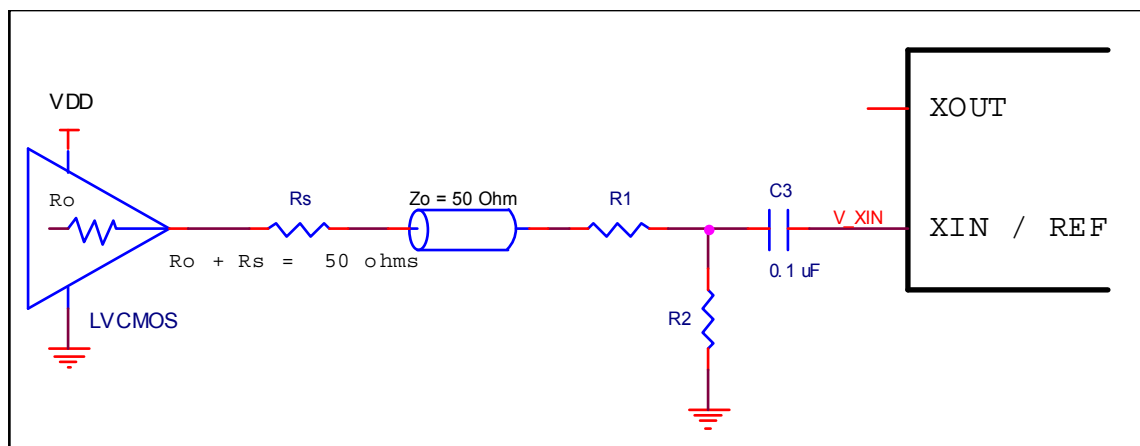 VDD
XOUT
Ro
Rs
Zo = 50 Ohm
R1
C3
V_XIN
XIN / REF
Ro + Rs = 50 ohms
0.1 uF
LVCMOS
R2